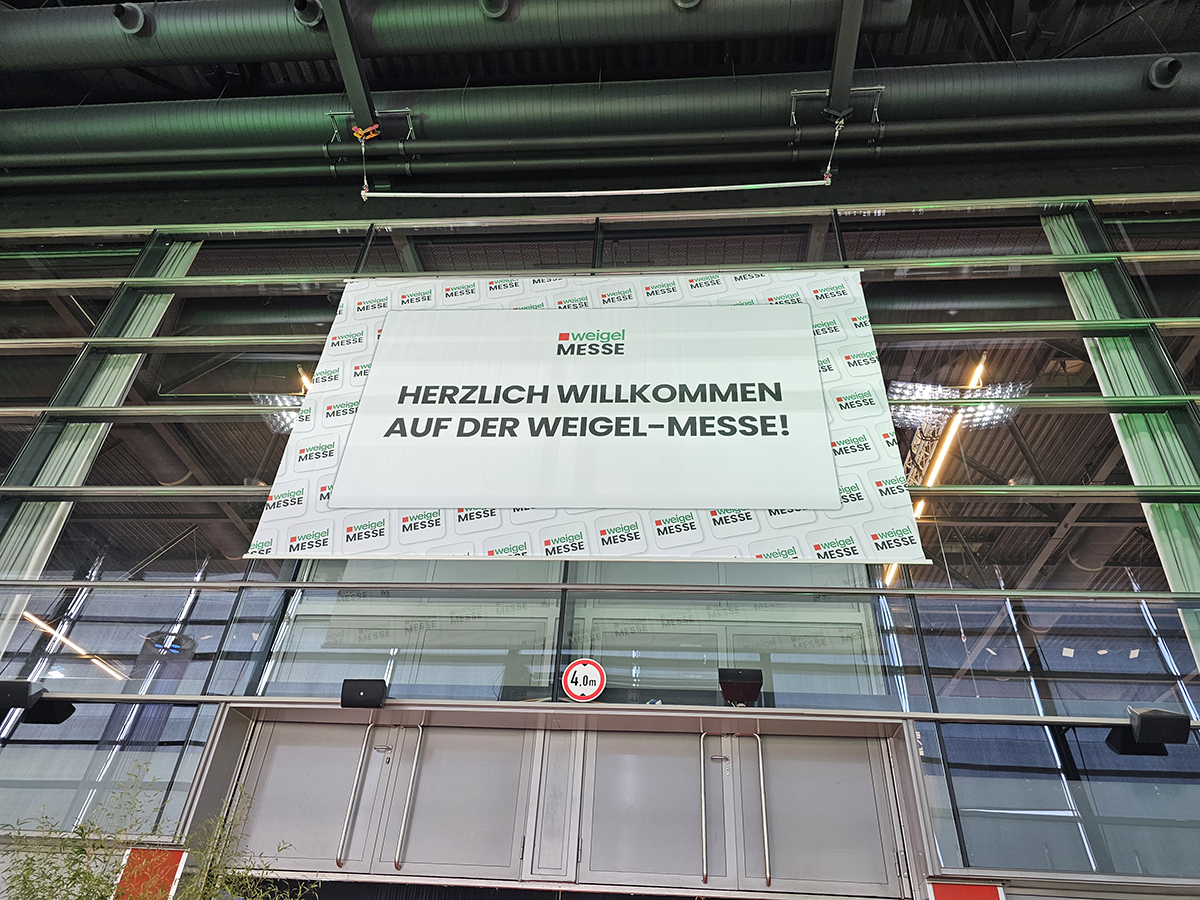 weigel
MESSE
HERZLICH WILLKOMMEN
AUF DER WEIGEL-MESSE!
4.0m